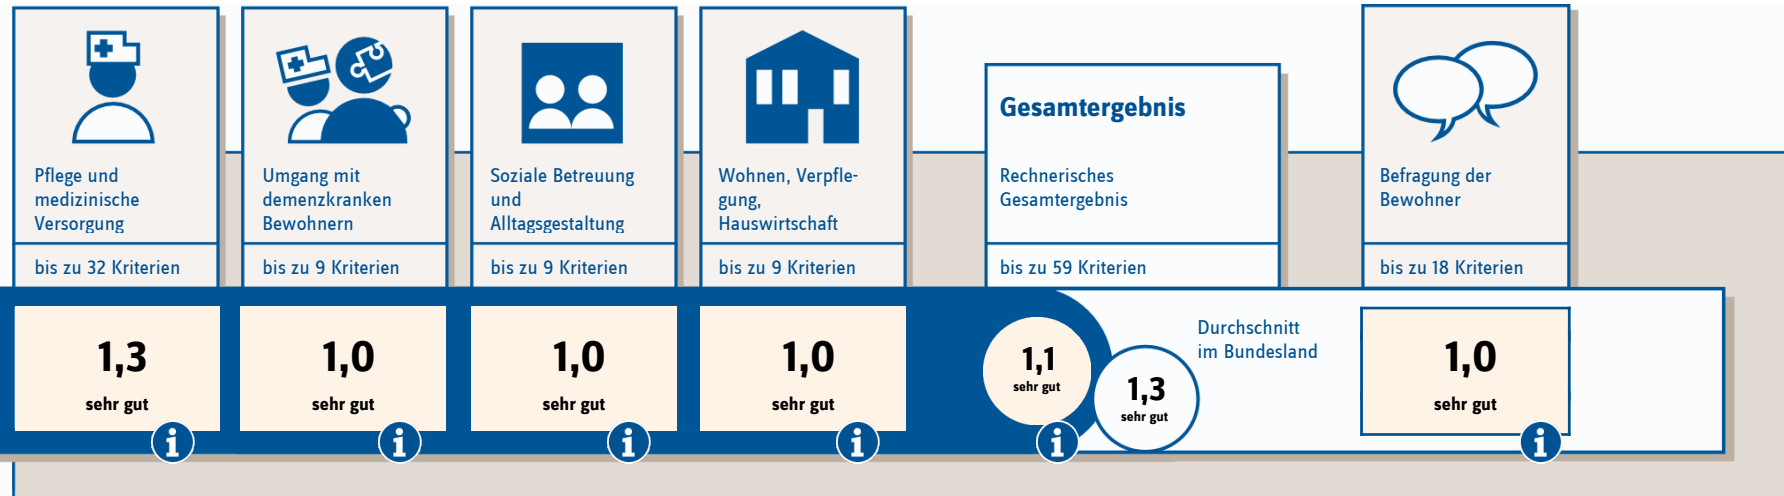 Pflege und
medizinische
Versorgung
bis zu 32 Kriterien
1,3
sehr gut
i
Umgang mit
demenzkranken
Bewohnern
bis zu 9 Kriterien
1,0
sehr gut
i
Soziale Betreuung
und
Alltagsgestaltung
bis zu 9 Kriterien
1,0
sehr gut
i
Wohnen, Verpfle-
gung,
Hauswirtschaft
bis zu 9 Kriterien
1,0
sehr gut
i
Gesamtergebnis
Rechnerisches
Gesamtergebnis
bis zu 59 Kriterien
1,1
sehr gut
i
1,3
sehr gut
Durchschnitt
im Bundesland
Befragung der
Bewohner
bis zu 18 Kriterien
1,0
sehr gut
i